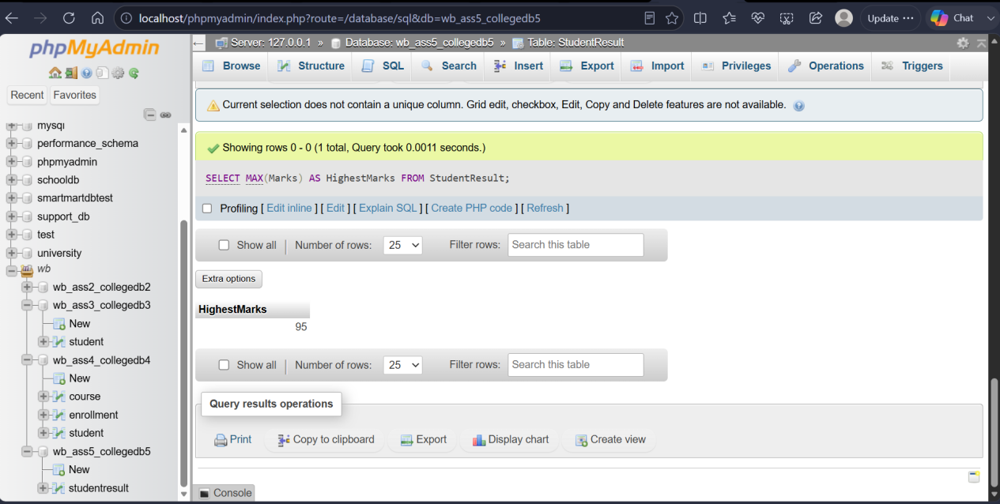 localhost/phpmyadmin/index.php?route=/database/sql&db=wb_ass5_collegedb5
Update
Chat
phpMyAdmin
Recent
Favorites
mysql
performance_schema
phpmyadmin
schooldb
smartmartdbtest
support_db
test
university
wb
wb_ass2_collegedb2
wb_ass3_collegedb3
New
student
wb_ass4_collegedb4
New
course
enrollment
student
wb_ass5_collegedb5
New
studentresult
Server: 127.0.0.1 » Database: wb_ass5_collegedb5 » Table: StudentResult
Browse Structure SQL Search Insert Export Import Privileges Operations Triggers
Current selection does not contain a unique column. Grid edit, checkbox, Edit, Copy and Delete features are not available.
Showing rows 0 - 0 (1 total, Query took 0.0011 seconds.)
SELECT MAX(Marks) AS HighestMarks FROM StudentResult;
Profiling [ Edit inline ] [ Edit ] [ Explain SQL ] [ Create PHP code ] [ Refresh ]
Show all | Number of rows: 25 Filter rows: Search this table
Extra options
HighestMarks
95
Show all | Number of rows: 25 Filter rows: Search this table
Query results operations
Print Copy to clipboard Export Display chart Create view
Console